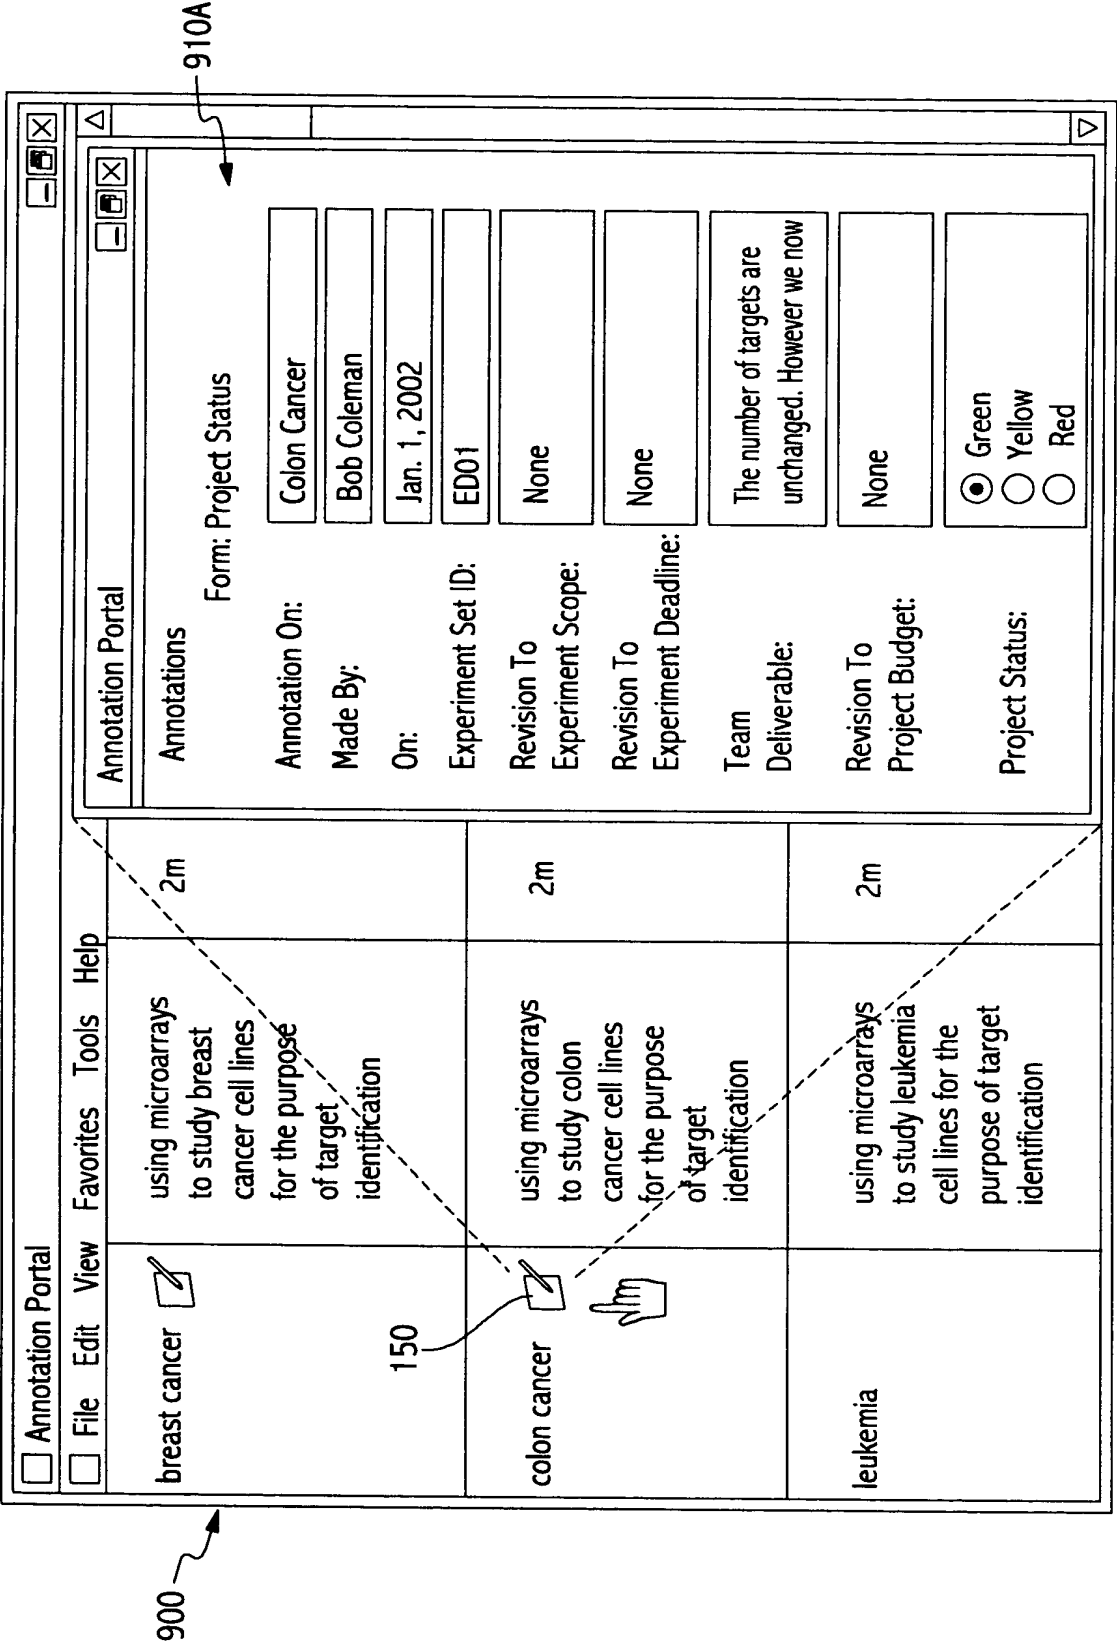 Annotation Portal
File Edit View Favorites Tools Help
breast cancer
using microarrays
to study breast
cancer cell lines
for the purpose
of target
identification
2m
150
colon cancer
using microarrays
to study colon
cancer cell lines
for the purpose
of target
identification
2m
leukemia
using microarrays
to study leukemia
cell lines for the
purpose of target
identification
2m
Annotation Portal
Annotations
Form: Project Status
Annotation On: Colon Cancer
Made By: Bob Coleman
On: Jan. 1, 2002
Experiment Set ID: ED01
Revision To
Experiment Scope: None
Revision To
Experiment Deadline: None
Team
Deliverable:
The number of targets are
unchanged. However we now
Revision To
Project Budget: None
Project Status:
Green
Yellow
Red
900
910A